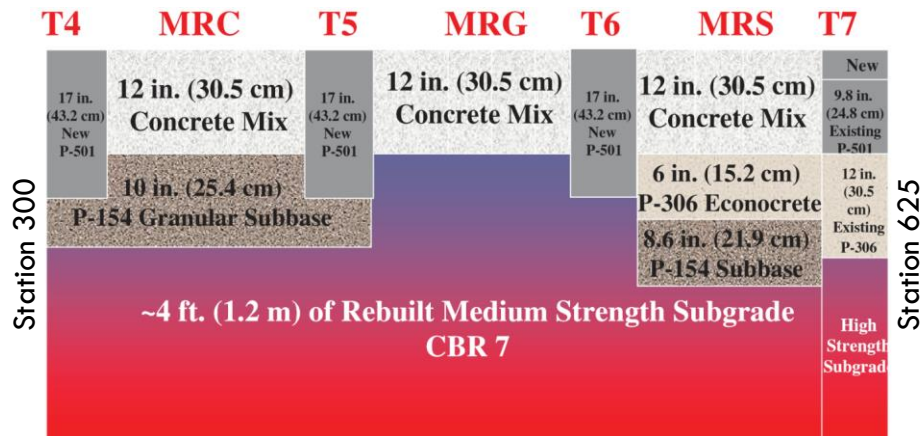 T4 MRC T5 MRG T6 MRS T7
17 in.
(43.2 cm)
New
P-501
12 in. (30.5 cm)
Concrete Mix
17 in.
(43.2 cm)
New
P-501
12 in. (30.5 cm)
Concrete Mix
17 in.
(43.2 cm)
New
P-501
12 in. (30.5 cm)
Concrete Mix
New
9.8 in.
(24.8 cm)
Existing
P-501
10 in. (25.4 cm)
P-154 Granular Subbase
6 in. (15.2 cm)
P-306 Econocrete
12 in.
(30.5
cm)
Existing
P-306
8.6 in. (21.9 cm)
P-154 Subbase
~4 ft. (1.2 m) of Rebuilt Medium Strength Subgrade
CBR 7
High
Strength
Subgrade
Station 300
Station 625